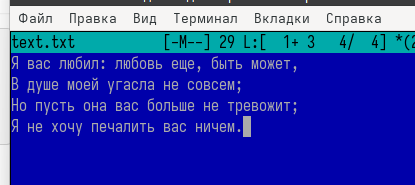 Файл Правка Вид Терминал Вкладки Справка
text.txt [-M--] 29 L:[ 1+ 3 4/ 4] *(2
Я вас любил: любовь еще, быть может,
В душе моей угасла не совсем;
Но пусть она вас больше не тревожит;
Я не хочу печалить вас ничем.